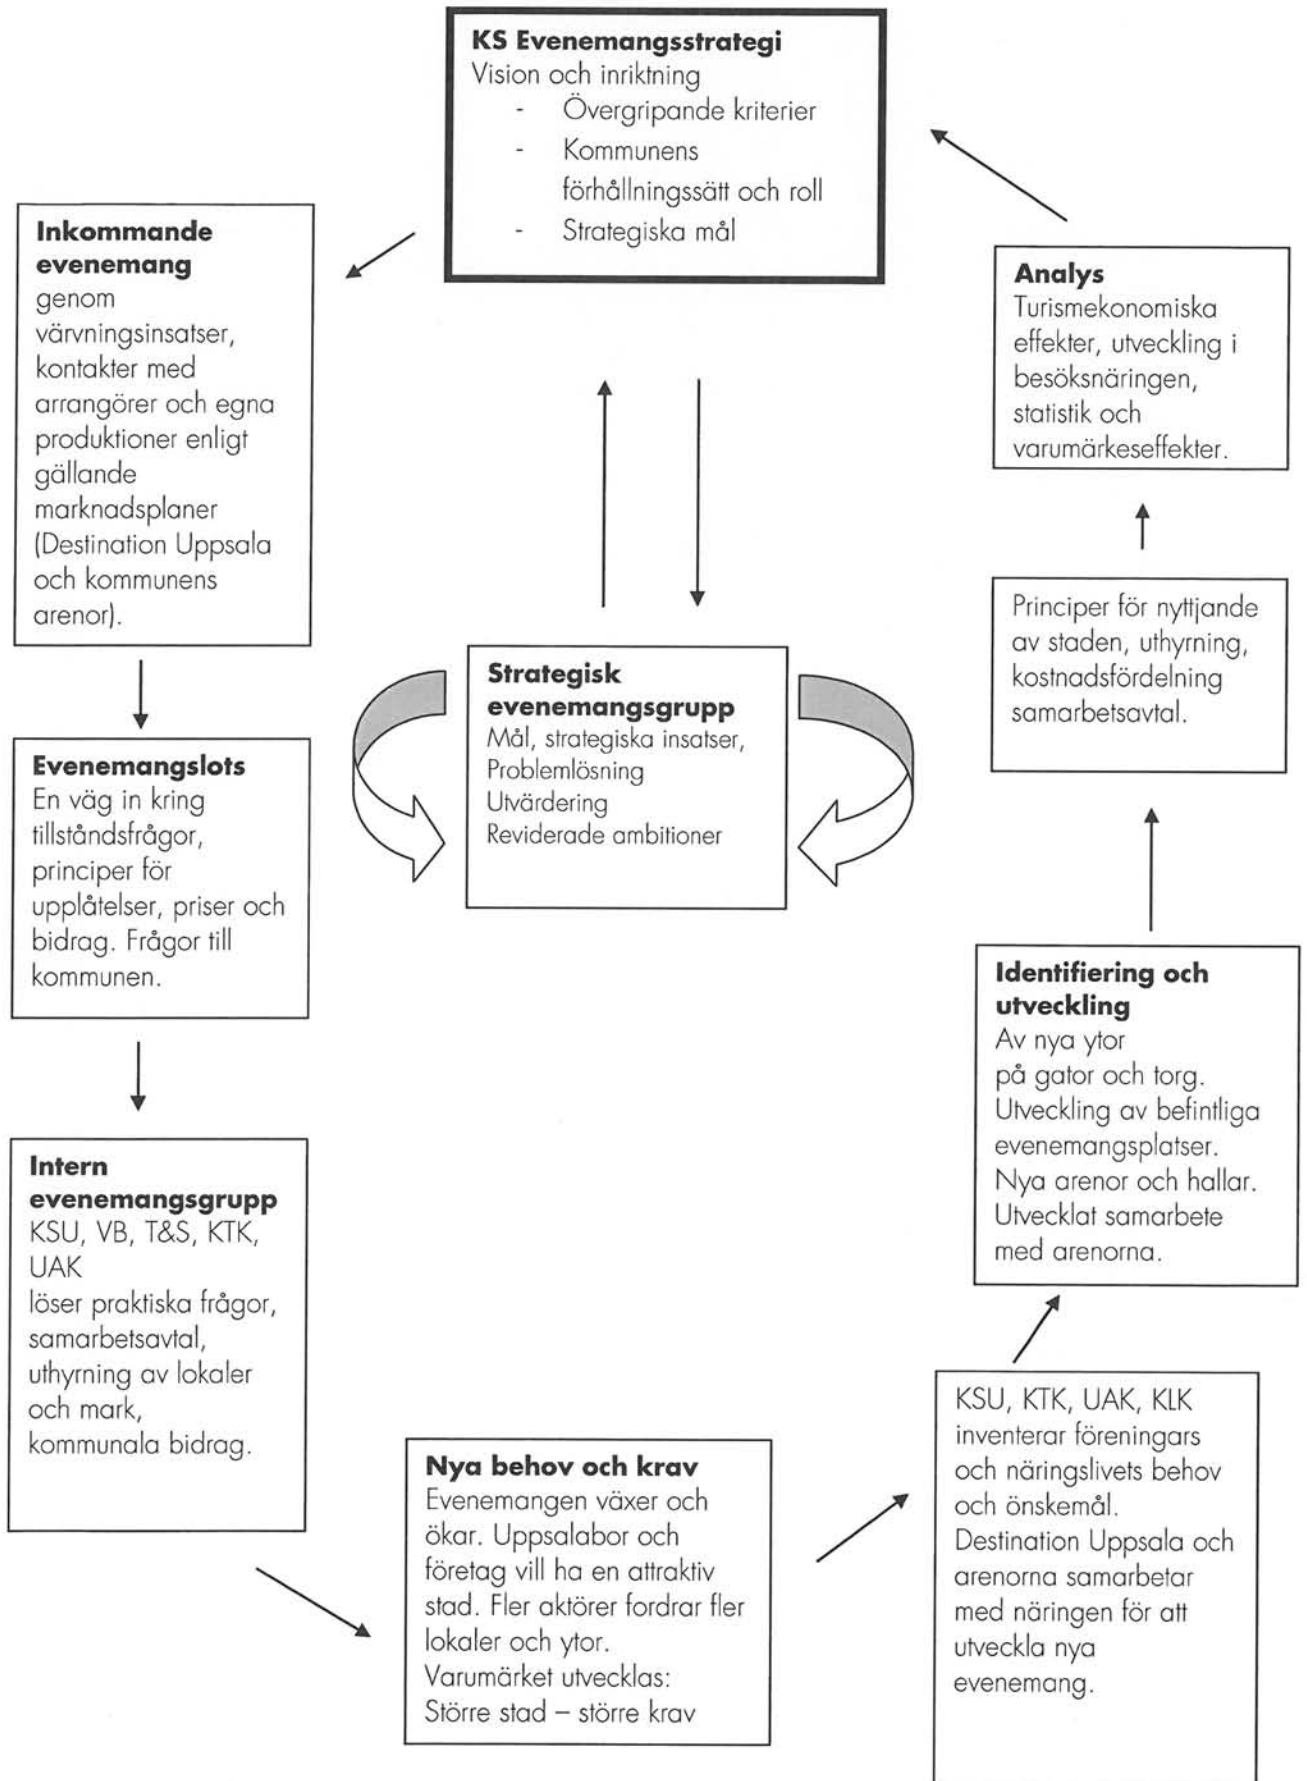 KS Evenemangsstrategi
Vision och inriktning
- Övergripande kriterier
- Kommunens
förhållningssätt och roll
- Strategiska mål
Inkommande
evenemang
genom
värvningsinsatser,
kontakter med
arrangörer och egna
produktioner enligt
gällande
marknadsplaner
(Destination Uppsala
och kommunens
arenor).
Evenemangslots
En väg in kring
tillståndsfrågor,
principer för
upplåtelser, priser och
bidrag. Frågor till
kommunen.
Intern
evenemangsgrupp
KSU, VB, T&S, KTK,
UAK
löser praktiska frågor,
samarbetsavtal,
uthyrning av lokaler
och mark,
kommunala bidrag.
Strategisk
evenemangsgrupp
Mål, strategiska insatser,
Problemlösning
Utvärdering
Reviderade ambitioner
Nya behov och krav
Evenemangen växer och
ökar. Uppsalabor och
företag vill ha en attraktiv
stad. Fler aktörer fordrar fler
lokaler och ytor.
Varumärket utvecklas:
Större stad – större krav
KSU, KTK, UAK, KLK
inventerar föreningars
och näringslivets behov
och önskemål.
Destination Uppsala och
arenorna samarbetar
med näringen för att
utveckla nya
evenemang.
Identifiering och
utveckling
Av nya ytor
på gator och torg.
Utveckling av befintliga
evenemangsplatser.
Nya arenor och hallar.
Utvecklat samarbete
med arenorna.
Principer för nyttjande
av staden, uthyrning,
kostnadsfördelning
samarbetsavtal.
Analys
Turismekonomiska
effekter, utveckling i
besöksnäringen,
statistik och
varumärkeseffekter.